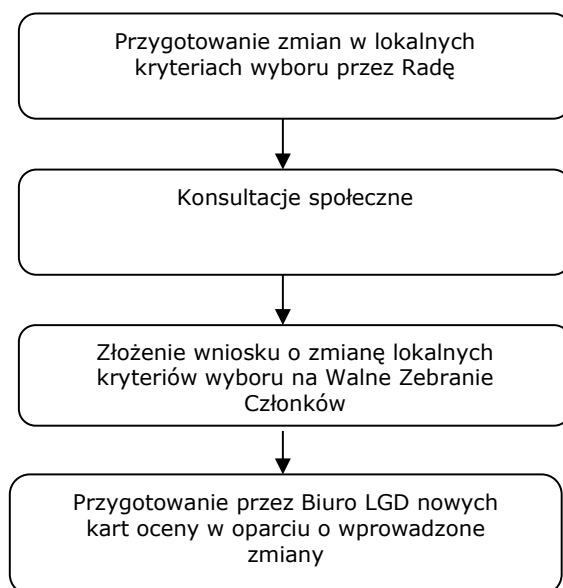 Przygotowanie zmian w lokalnych
kryteriach wyboru przez Radę
Konsultacje społeczne
Złożenie wniosku o zmianę lokalnych
kryteriów wyboru na Walne Zebranie
Członków
Przygotowanie przez Biuro LGD nowych
kart oceny w oparciu o wprowadzone
zmiany